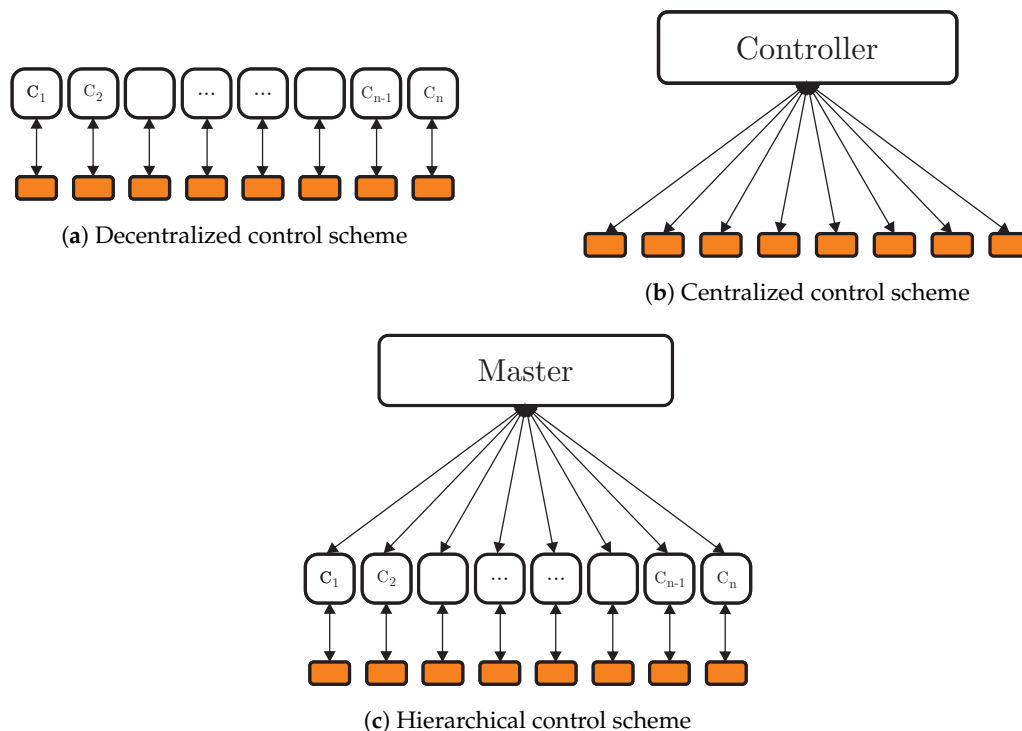 C₁ C₂ ... ... Cₙ₋₁ Cₙ
(a) Decentralized control scheme
Controller
(b) Centralized control scheme
Master
C₁ C₂ ... ... Cₙ₋₁ Cₙ
(c) Hierarchical control scheme